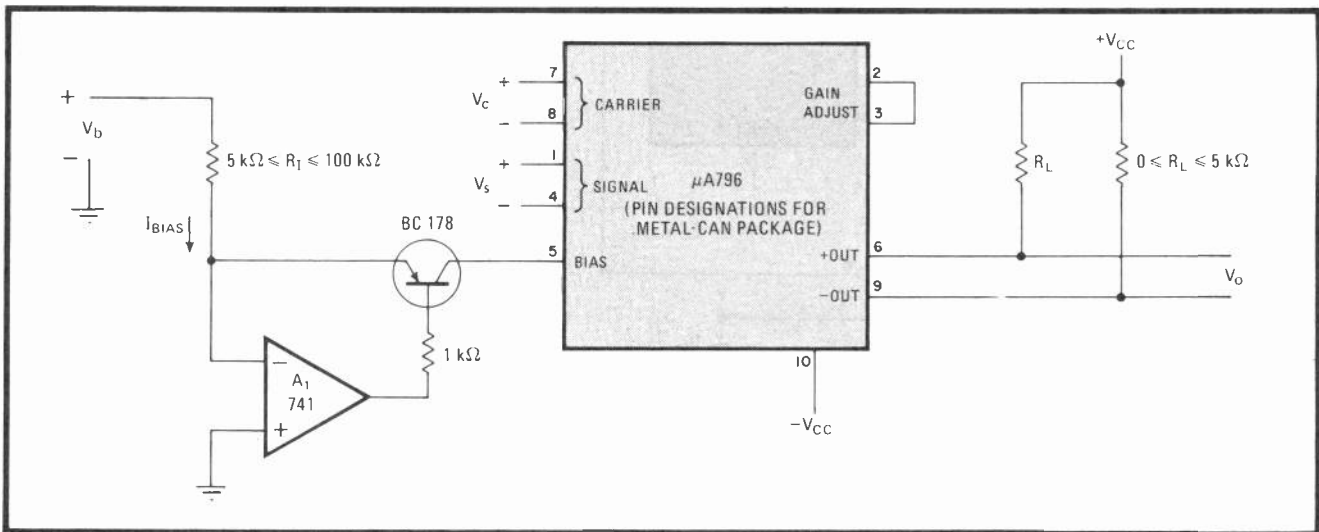 +
V_b
−
5 kΩ ≤ R_I ≤ 100 kΩ
i_BIAS
BC 178
1 kΩ
−
A_1
741
+
7
+
V_c
8
−
} CARRIER
1
+
V_s
4
−
} SIGNAL
5
BIAS
2
GAIN
ADJUST
3
μA796
(PIN DESIGNATIONS FOR
METAL-CAN PACKAGE)
+OUT
6
−OUT
9
10
−V_CC
+V_CC
R_L
0 ≤ R_L ≤ 5 kΩ
V_o